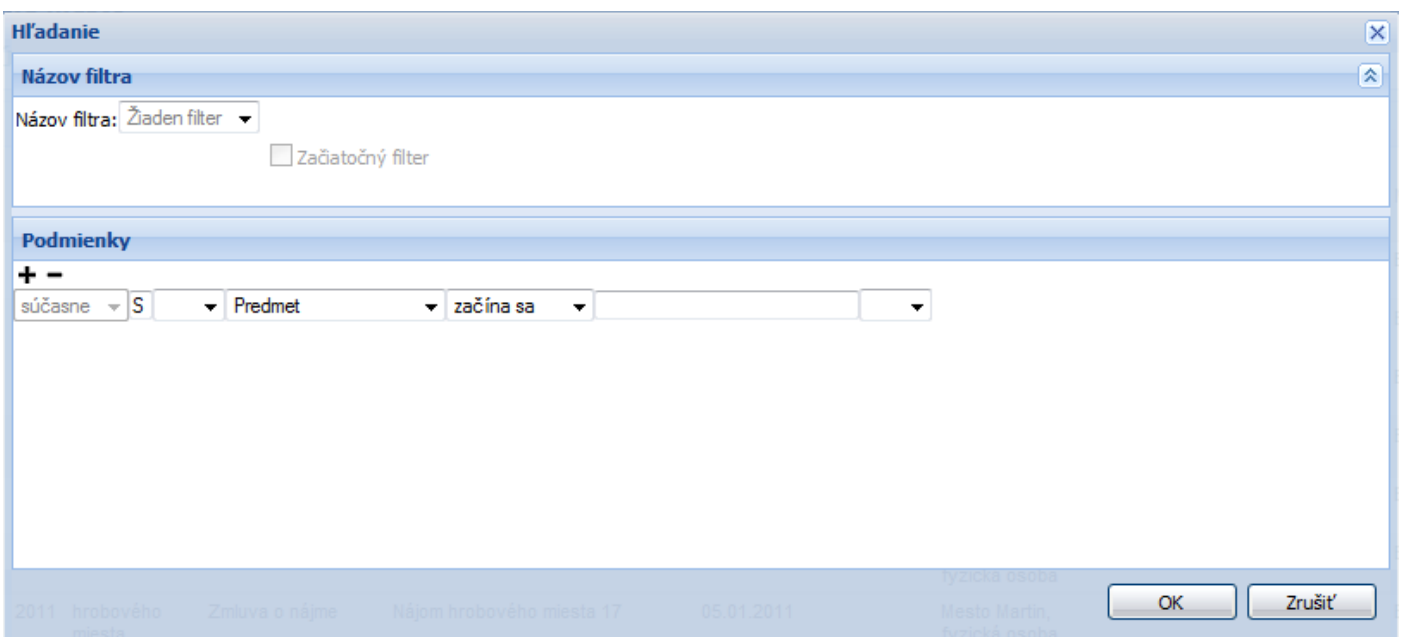 Hľadanie
Názov filtra
Názov filtra: Žiaden filter
Začiatočný filter
Podmienky
+ −
súčasne S Predmet začína sa
fyzická osoba
OK Zrušiť
2011 hrobového Zmluva o nájme Nájom hrobového miesta 17 05.01.2011 Mesto Martin,
miesta fyzická osoba